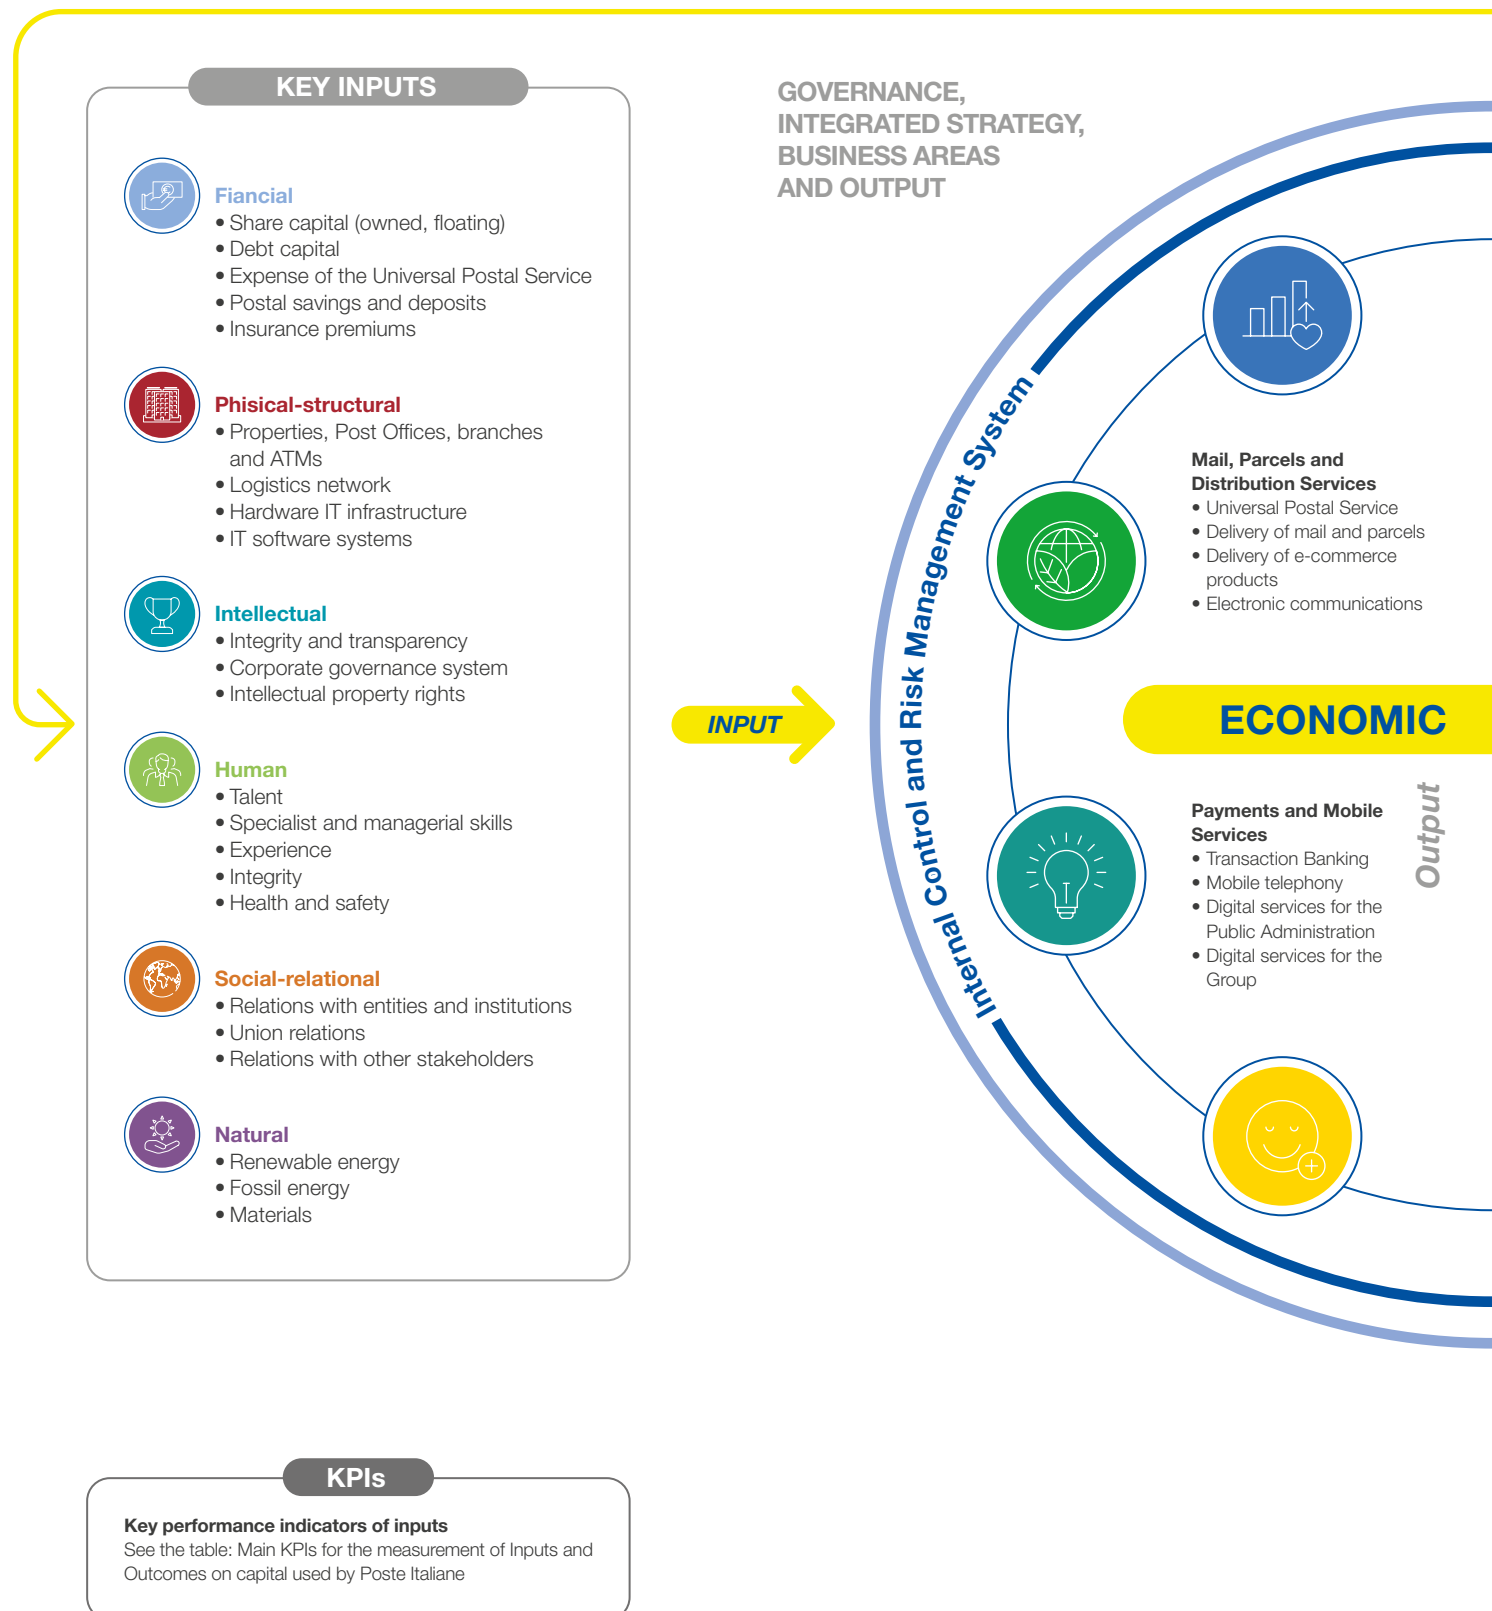 KEY INPUTS
Fiancial
• Share capital (owned, floating)
• Debt capital
• Expense of the Universal Postal Service
• Postal savings and deposits
• Insurance premiums
Phisical-structural
• Properties, Post Offices, branches
and ATMs
• Logistics network
• Hardware IT infrastructure
• IT software systems
Intellectual
• Integrity and transparency
• Corporate governance system
• Intellectual property rights
Human
• Talent
• Specialist and managerial skills
• Experience
• Integrity
• Health and safety
Social-relational
• Relations with entities and institutions
• Union relations
• Relations with other stakeholders
Natural
• Renewable energy
• Fossil energy
• Materials
KPIs
Key performance indicators of inputs
See the table: Main KPIs for the measurement of Inputs and
Outcomes on capital used by Poste Italiane
INPUT
GOVERNANCE,
INTEGRATED STRATEGY,
BUSINESS AREAS
AND OUTPUT
Internal Control and Risk Management System
Mail, Parcels and
Distribution Services
• Universal Postal Service
• Delivery of mail and parcels
• Delivery of e-commerce
products
• Electronic communications
ECONOMIC
Output
Payments and Mobile
Services
• Transaction Banking
• Mobile telephony
• Digital services for the
Public Administration
• Digital services for the
Group